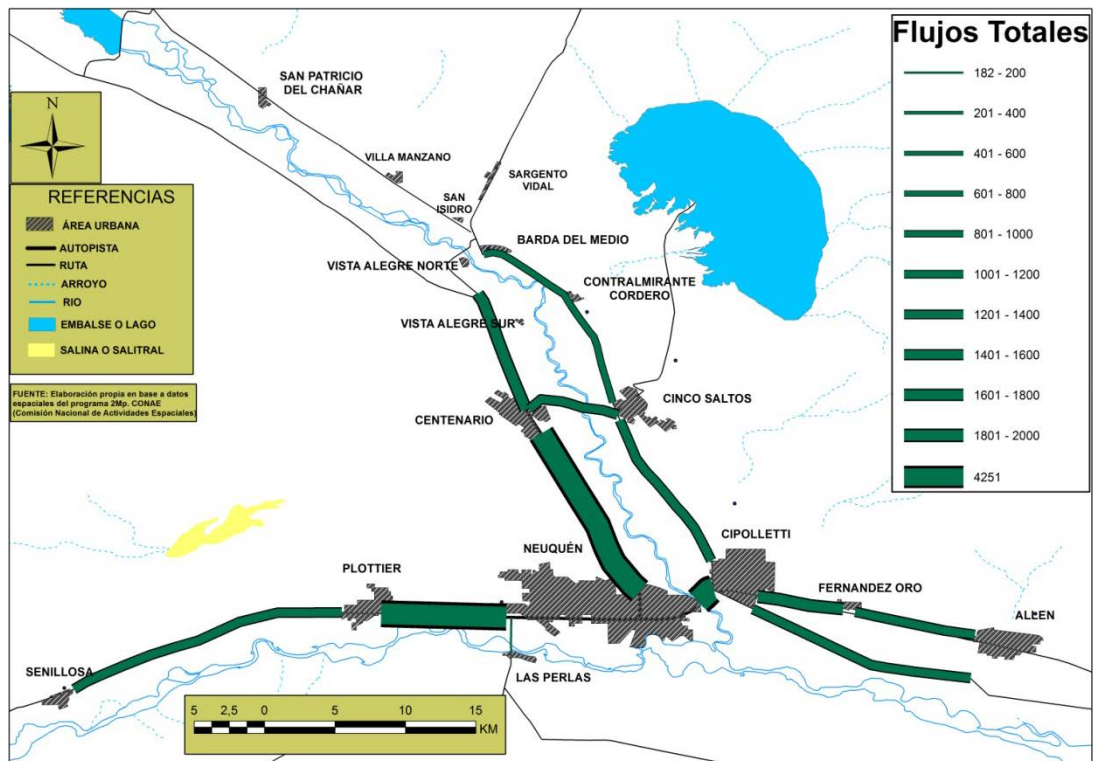 Flujos Totales
182 - 200
201 - 400
401 - 600
601 - 800
801 - 1000
1001 - 1200
1201 - 1400
1401 - 1600
1601 - 1800
1801 - 2000
4251
N
REFERENCIAS
ÁREA URBANA
AUTOPISTA
RUTA
ARROYO
RIO
EMBALSE O LAGO
SALINA O SALITRAL
FUENTE: Elaboración propia en base a datos
espaciales del programa 2Mp. CONAE
(Comisión Nacional de Actividades Espaciales)
SAN PATRICIO
DEL CHAÑAR
VILLA MANZANO
SARGENTO
VIDAL
SAN
ISIDRO
BARDA DEL MEDIO
VISTA ALEGRE NORTE
CONTRALMIRANTE
CORDERO
VISTA ALEGRE SUR
CINCO SALTOS
CENTENARIO
CIPOLLETTI
NEUQUÉN
PLOTTIER
FERNANDEZ ORO
ALLEN
SENILLOSA
LAS PERLAS
5 2,5 0 5 10 15
KM